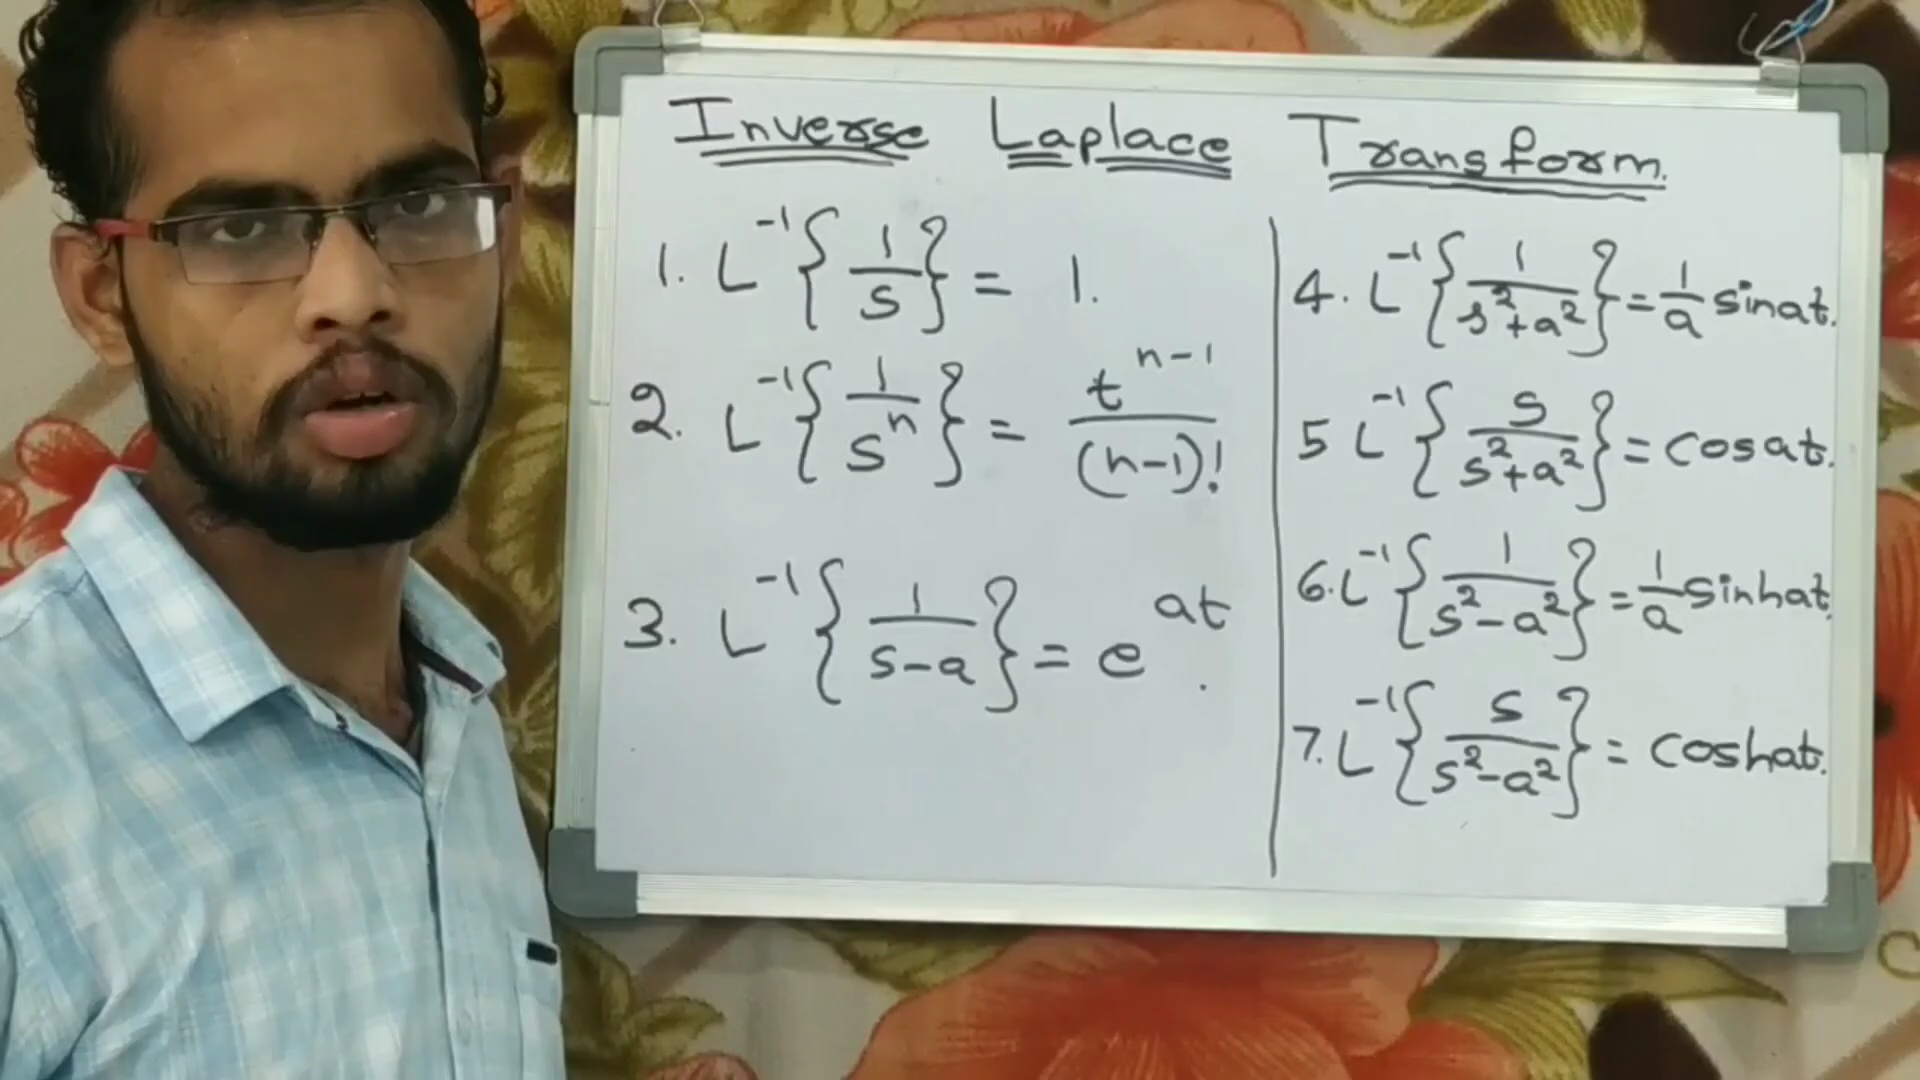 Inverse Laplace Transform.
1. L⁻¹{1/s} = 1.
2. L⁻¹{1/sⁿ} = tⁿ⁻¹/(n-1)!
3. L⁻¹{1/(s-a)} = eᵃᵗ.
4. L⁻¹{1/(s²+a²)} = 1/a sinat.
5 L⁻¹{s/(s²+a²)} = cosat.
6. L⁻¹{1/(s²-a²)} = 1/a sinhat.
7. L⁻¹{s/(s²-a²)} = coshat.